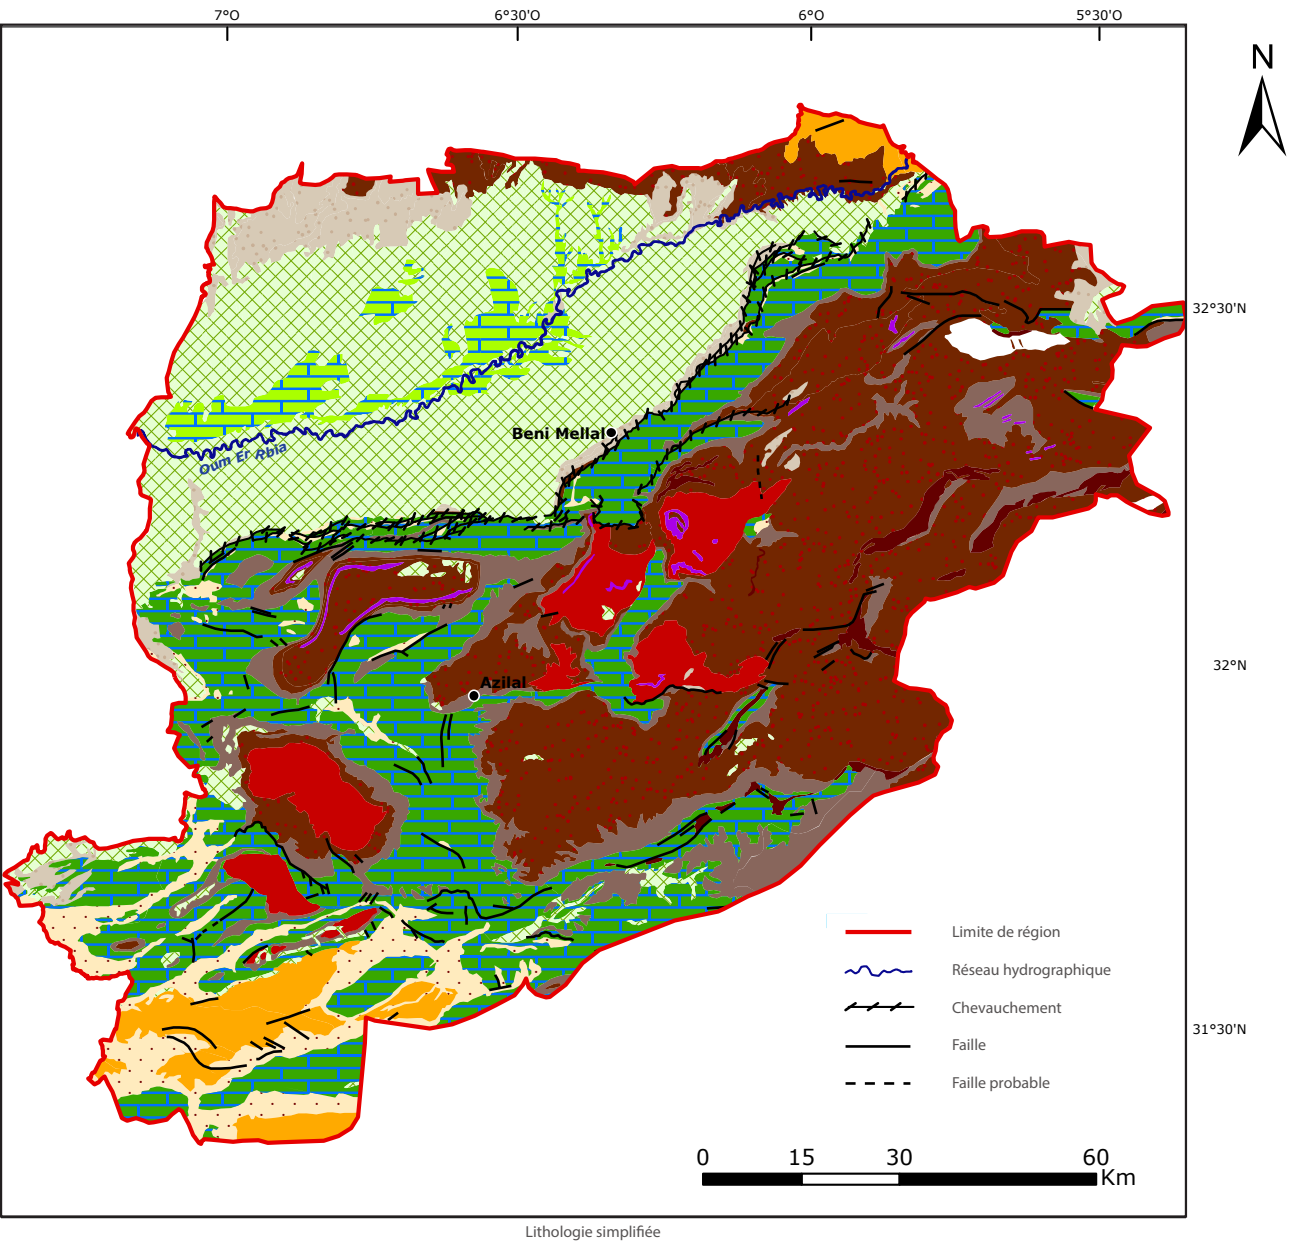 7°O 6°30'O 6°O 5°30'O
N
32°30'N
Beni Mellal
Oum Er Rbia
32°N
Azilal
Limite de région
Réseau hydrographique
Chevauchement
31°30'N
Faille
Faille probable
0 15 30 60
Km
Lithologie simplifiée